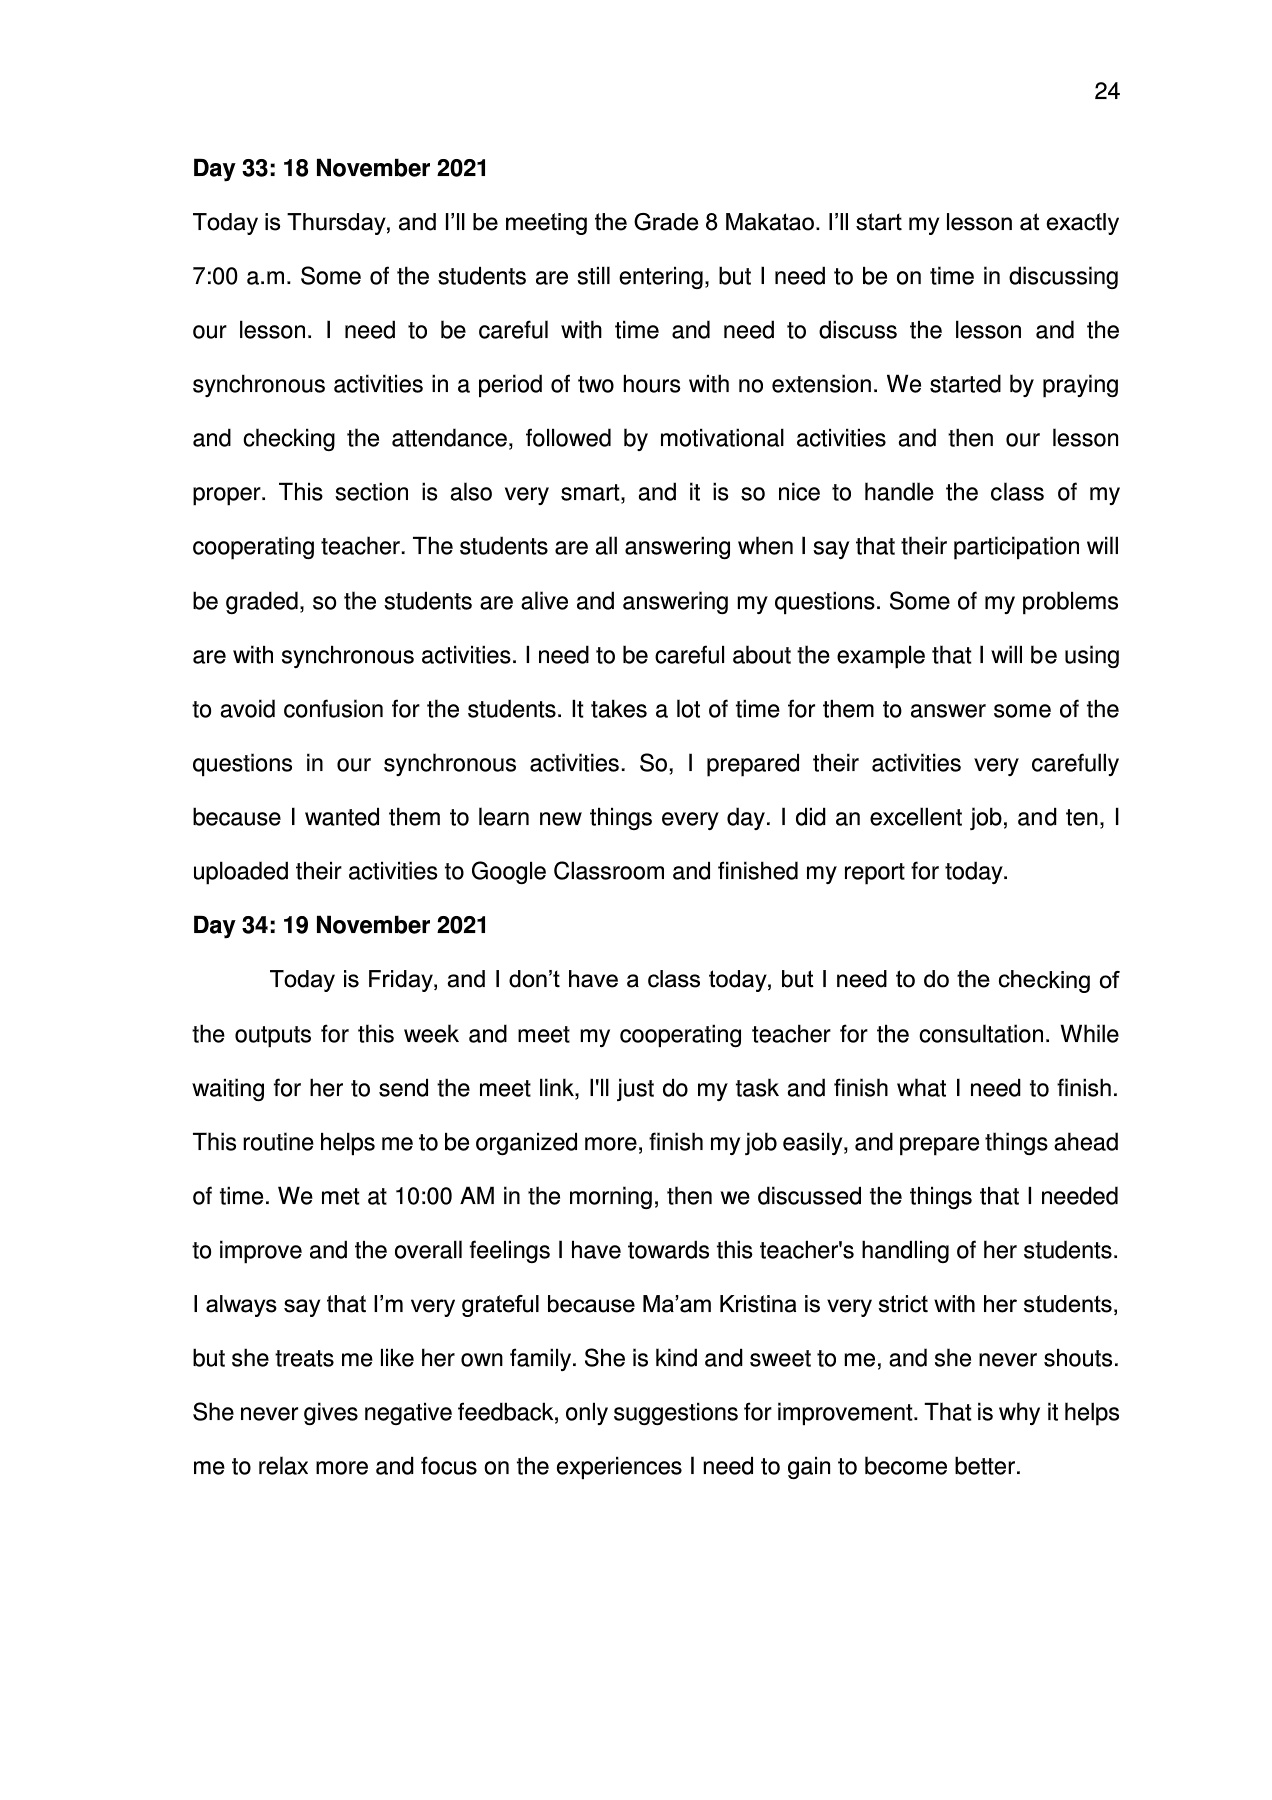 24
Day 33: 18 November 2021
Today is Thursday, and I’ll be meeting the Grade 8 Makatao. I’ll start my lesson at exactly
7:00 a.m. Some of the students are still entering, but I need to be on time in discussing
our lesson. I need to be careful with time and need to discuss the lesson and the
synchronous activities in a period of two hours with no extension. We started by praying
and checking the attendance, followed by motivational activities and then our lesson
proper. This section is also very smart, and it is so nice to handle the class of my
cooperating teacher. The students are all answering when I say that their participation will
be graded, so the students are alive and answering my questions. Some of my problems
are with synchronous activities. I need to be careful about the example that I will be using
to avoid confusion for the students. It takes a lot of time for them to answer some of the
questions in our synchronous activities. So, I prepared their activities very carefully
because I wanted them to learn new things every day. I did an excellent job, and ten, I
uploaded their activities to Google Classroom and finished my report for today.
Day 34: 19 November 2021
Today is Friday, and I don’t have a class today, but I need to do the checking of
the outputs for this week and meet my cooperating teacher for the consultation. While
waiting for her to send the meet link, I'll just do my task and finish what I need to finish.
This routine helps me to be organized more, finish my job easily, and prepare things ahead
of time. We met at 10:00 AM in the morning, then we discussed the things that I needed
to improve and the overall feelings I have towards this teacher's handling of her students.
I always say that I’m very grateful because Ma’am Kristina is very strict with her students,
but she treats me like her own family. She is kind and sweet to me, and she never shouts.
She never gives negative feedback, only suggestions for improvement. That is why it helps
me to relax more and focus on the experiences I need to gain to become better.